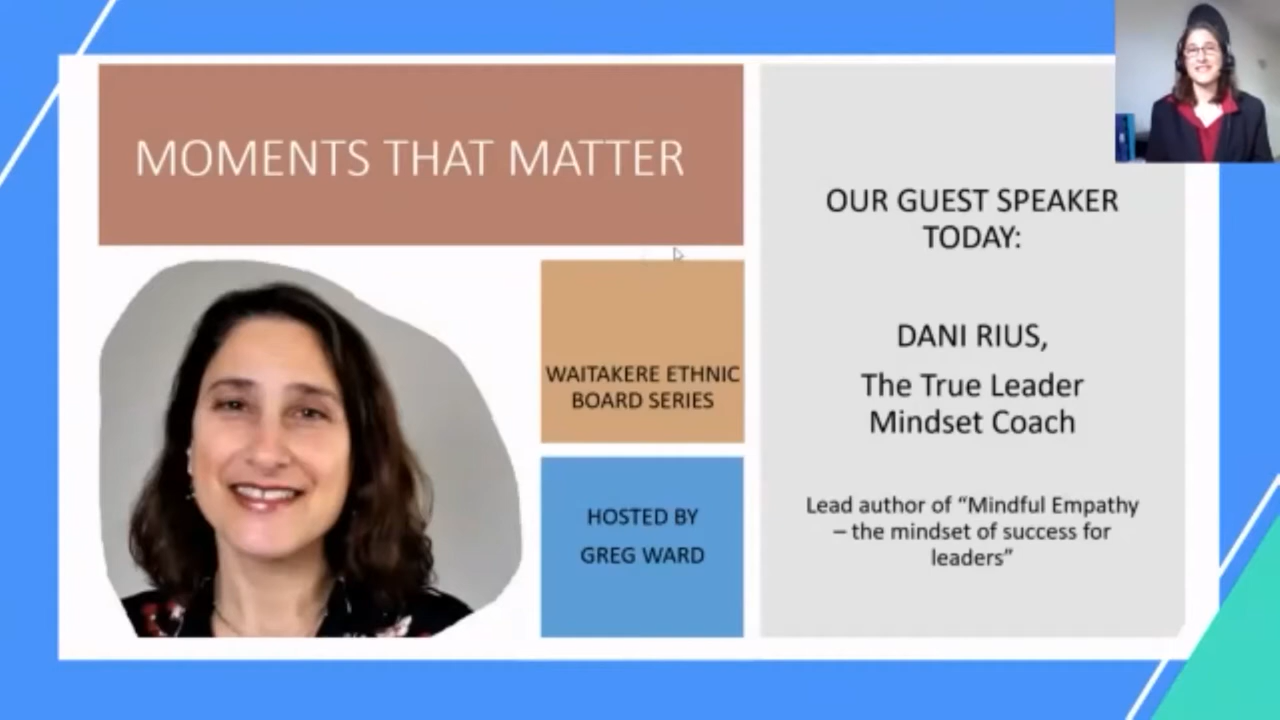 MOMENTS THAT MATTER
WAITAKERE ETHNIC
BOARD SERIES
HOSTED BY
GREG WARD
OUR GUEST SPEAKER
TODAY:
DANI RIUS,
The True Leader
Mindset Coach
Lead author of “Mindful Empathy
– the mindset of success for
leaders”